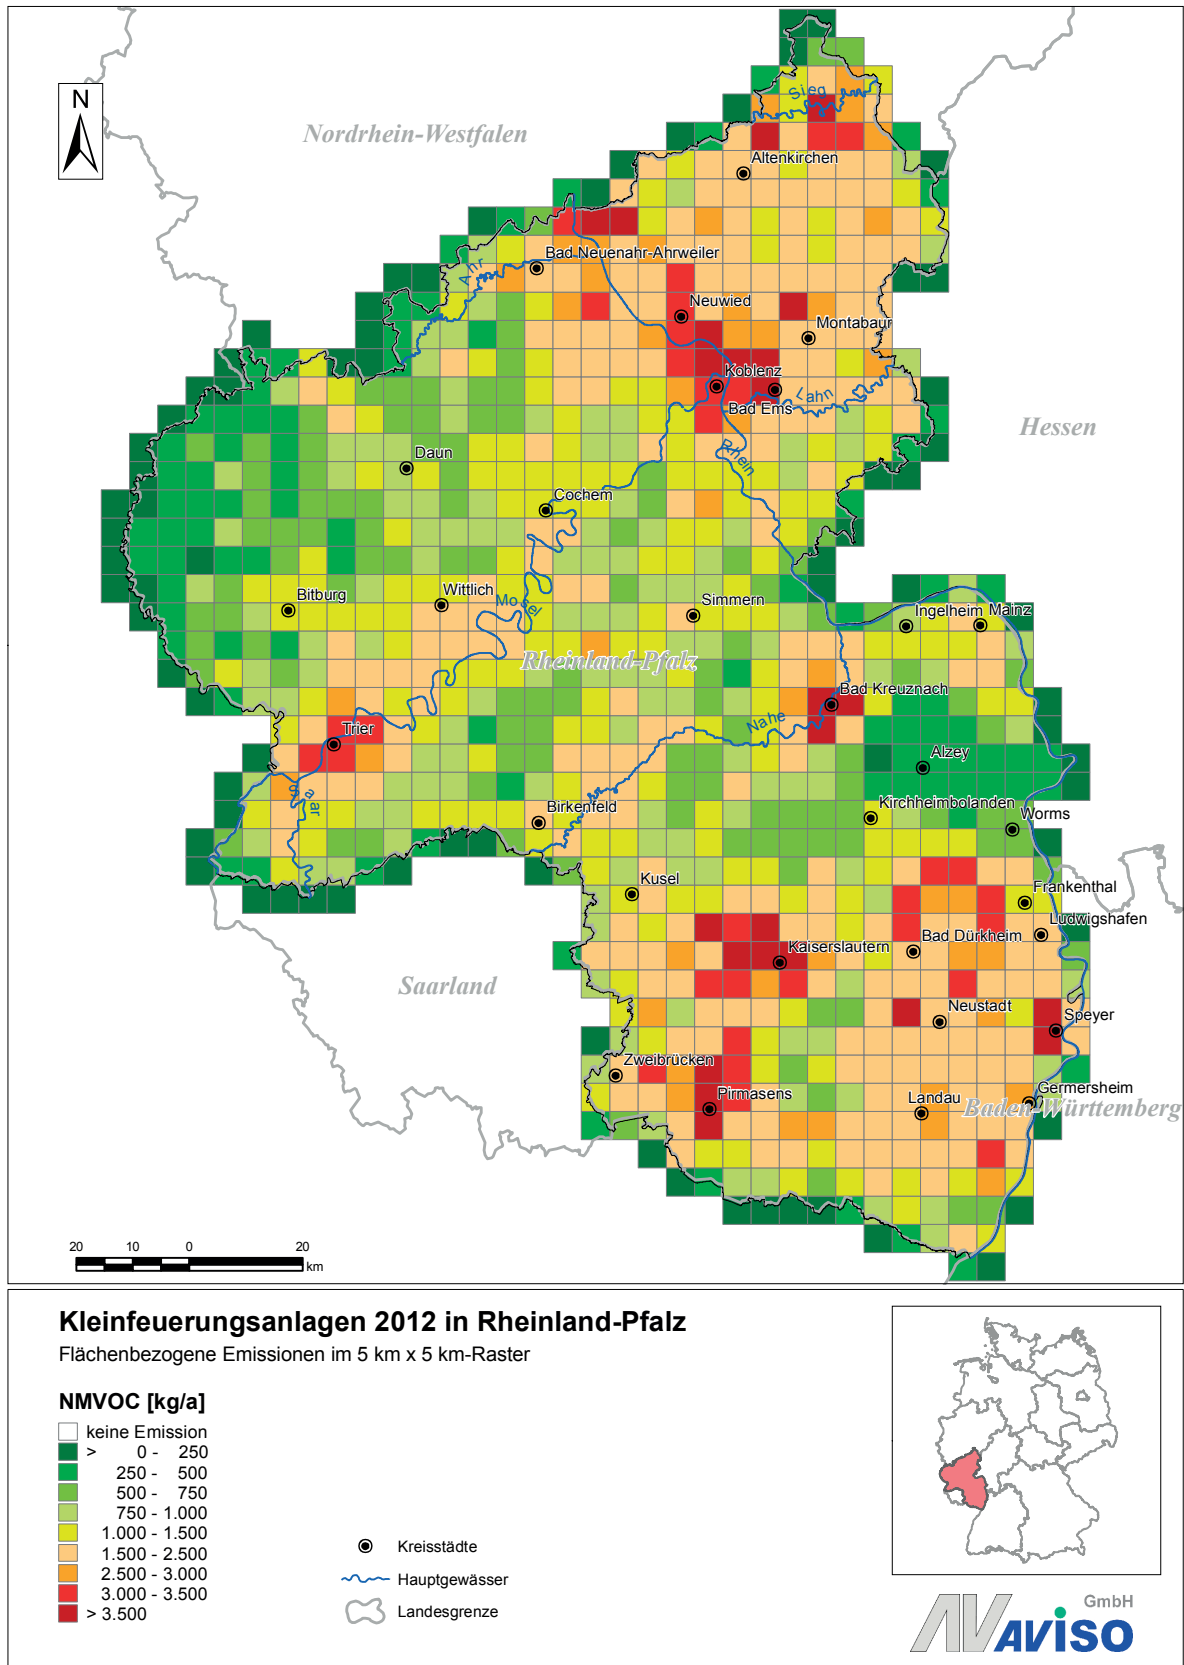 N
Nordrhein-Westfalen
Sieg
Altenkirchen
Bad Neuenahr-Ahrweiler
Ahr
Neuwied
Montabaur
Koblenz
Lahn
Bad Ems
Hessen
Rhein
Daun
Cochem
Bitburg
Wittlich
Mosel
Simmern
Ingelheim
Mainz
Rheinland-Pfalz
Bad Kreuznach
Nahe
Trier
Alzey
Saar
Birkenfeld
Kirchheimbolanden
Worms
Kusel
Frankenthal
Ludwigshafen
Bad Dürkheim
Kaiserslautern
Saarland
Neustadt
Speyer
Zweibrücken
Pirmasens
Landau
Germersheim
Baden-Württemberg
20 10 0 20
km
Kleinfeuerungsanlagen 2012 in Rheinland-Pfalz
Flächenbezogene Emissionen im 5 km x 5 km-Raster
NMVOC [kg/a]
keine Emission
> 0 - 250
250 - 500
500 - 750
750 - 1.000
1.000 - 1.500
1.500 - 2.500
2.500 - 3.000
3.000 - 3.500
> 3.500
Kreisstädte
Hauptgewässer
Landesgrenze
GmbH
AVISO